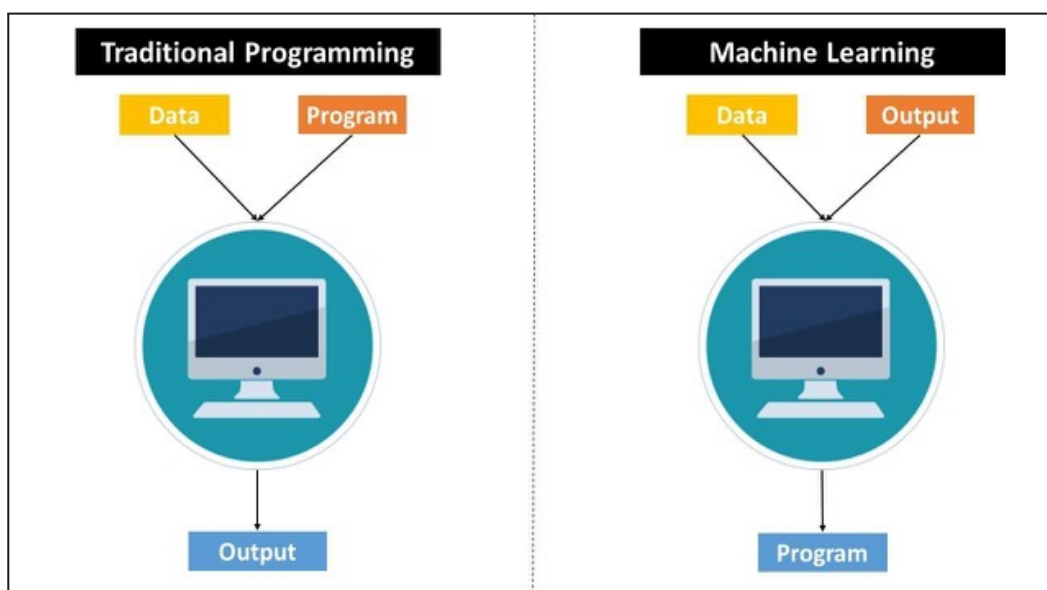 Traditional Programming
Data
Program
Output
Machine Learning
Data
Output
Program